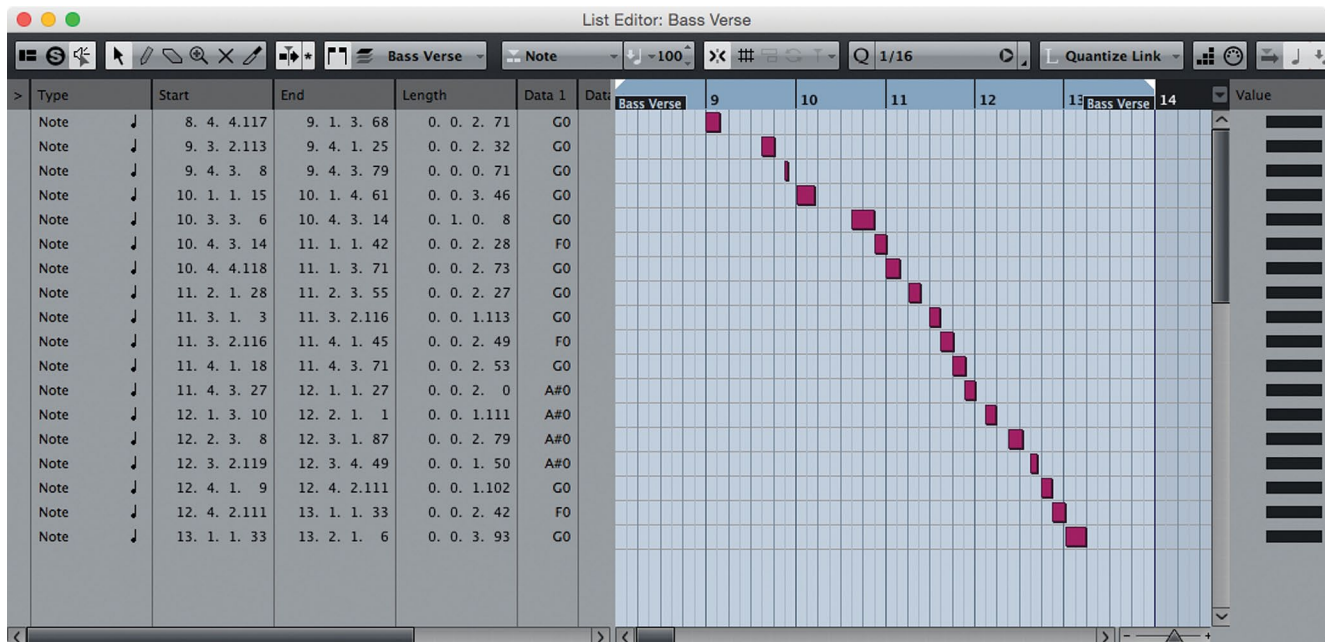 List Editor: Bass Verse
S Bass Verse Note 100 Q 1/16 L Quantize Link
> Type Start End Length Data 1 Data Bass Verse 9 10 11 12 13 Bass Verse 14 Value
Note 8. 4. 4.117 9. 1. 3. 68 0. 0. 2. 71 G0
Note 9. 3. 2.113 9. 4. 1. 25 0. 0. 2. 32 G0
Note 9. 4. 3. 8 9. 4. 3. 79 0. 0. 0. 71 G0
Note 10. 1. 1. 15 10. 1. 4. 61 0. 0. 3. 46 G0
Note 10. 3. 3. 6 10. 4. 3. 14 0. 1. 0. 8 G0
Note 10. 4. 3. 14 11. 1. 1. 42 0. 0. 2. 28 F0
Note 10. 4. 4.118 11. 1. 3. 71 0. 0. 2. 73 G0
Note 11. 2. 1. 28 11. 2. 3. 55 0. 0. 2. 27 G0
Note 11. 3. 1. 3 11. 3. 2.116 0. 0. 1.113 G0
Note 11. 3. 2.116 11. 4. 1. 45 0. 0. 2. 49 F0
Note 11. 4. 1. 18 11. 4. 3. 71 0. 0. 2. 53 G0
Note 11. 4. 3. 27 12. 1. 1. 27 0. 0. 2. 0 A#0
Note 12. 1. 3. 10 12. 2. 1. 1 0. 0. 1.111 A#0
Note 12. 2. 3. 8 12. 3. 1. 87 0. 0. 2. 79 A#0
Note 12. 3. 2.119 12. 3. 4. 49 0. 0. 1. 50 A#0
Note 12. 4. 1. 9 12. 4. 2.111 0. 0. 1.102 G0
Note 12. 4. 2.111 13. 1. 1. 33 0. 0. 2. 42 F0
Note 13. 1. 1. 33 13. 2. 1. 6 0. 0. 3. 93 G0